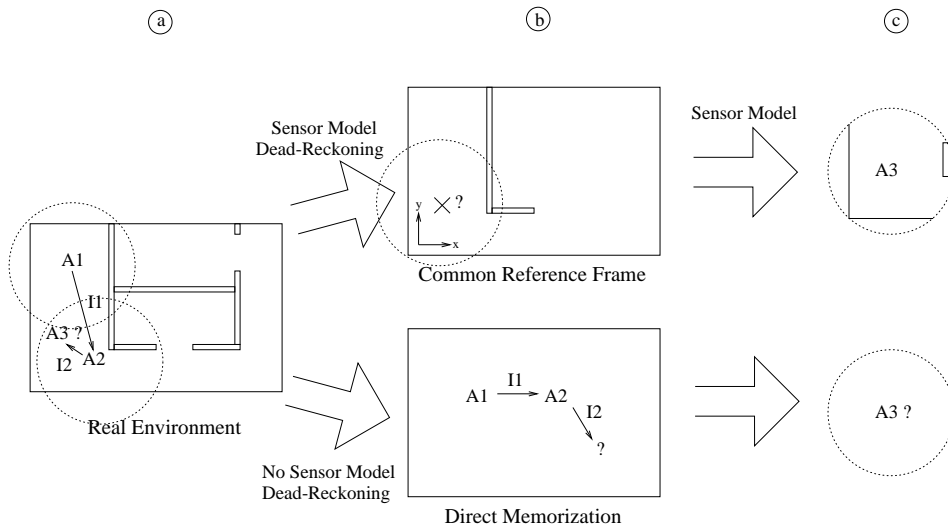 a
b
c
Sensor Model
Dead-Reckoning
Sensor Model
?
y
x
A3
Common Reference Frame
A1
I1
A3 ?
I2
A2
Real Environment
No Sensor Model
Dead-Reckoning
A1
I1
A2
I2
?
A3 ?
Direct Memorization